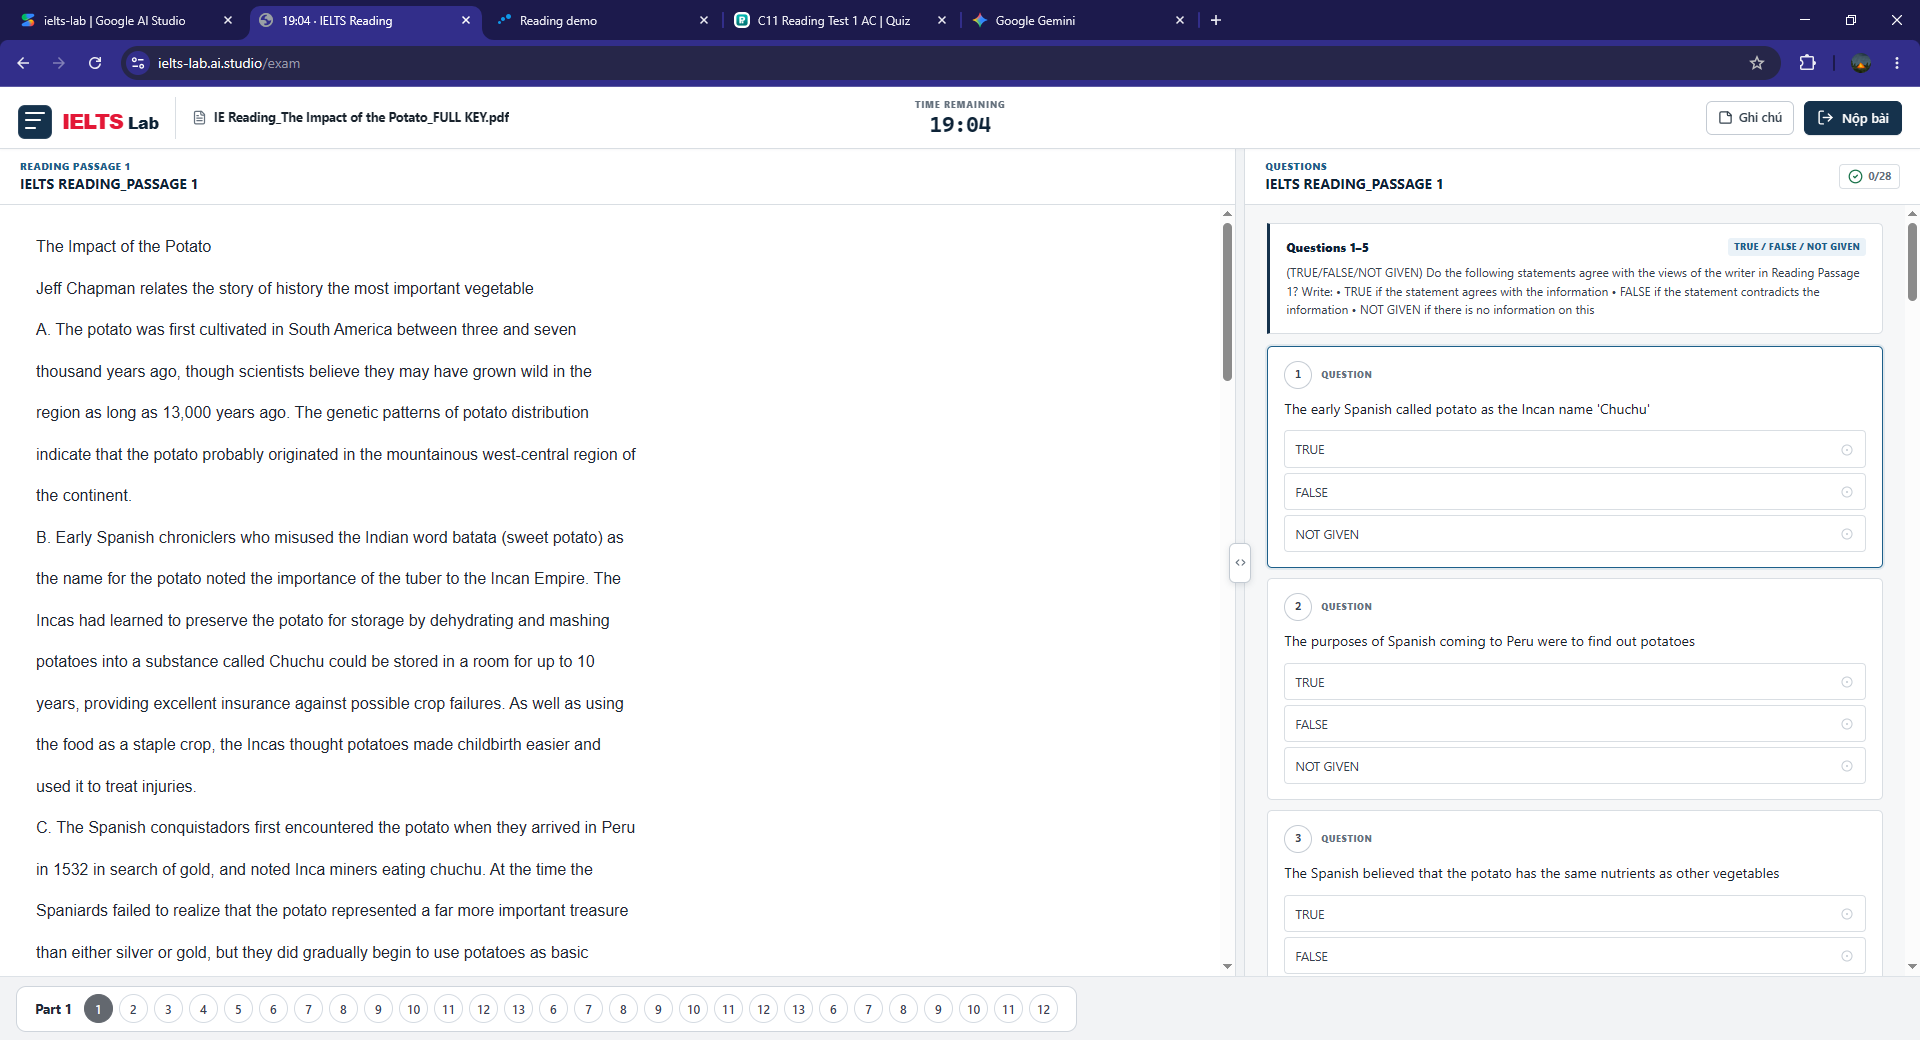 ielts-lab | Google AI Studio
19:04 · IELTS Reading
Reading demo
C11 Reading Test 1 AC | Quiz
Google Gemini
ielts-lab.ai.studio/exam
IELTS Lab
IE Reading_The Impact of the Potato_FULL KEY.pdf
TIME REMAINING
19:04
Ghi chú
Nộp bài
READING PASSAGE 1
IELTS READING_PASSAGE 1
The Impact of the Potato
Jeff Chapman relates the story of history the most important vegetable
A. The potato was first cultivated in South America between three and seven
thousand years ago, though scientists believe they may have grown wild in the
region as long as 13,000 years ago. The genetic patterns of potato distribution
indicate that the potato probably originated in the mountainous west-central region of
the continent.
B. Early Spanish chroniclers who misused the Indian word batata (sweet potato) as
the name for the potato noted the importance of the tuber to the Incan Empire. The
Incas had learned to preserve the potato for storage by dehydrating and mashing
potatoes into a substance called Chuchu could be stored in a room for up to 10
years, providing excellent insurance against possible crop failures. As well as using
the food as a staple crop, the Incas thought potatoes made childbirth easier and
used it to treat injuries.
C. The Spanish conquistadors first encountered the potato when they arrived in Peru
in 1532 in search of gold, and noted Inca miners eating chuchu. At the time the
Spaniards failed to realize that the potato represented a far more important treasure
than either silver or gold, but they did gradually begin to use potatoes as basic
QUESTIONS
IELTS READING_PASSAGE 1
0/28
Questions 1–5
TRUE / FALSE / NOT GIVEN
(TRUE/FALSE/NOT GIVEN) Do the following statements agree with the views of the writer in Reading Passage
1? Write: • TRUE if the statement agrees with the information • FALSE if the statement contradicts the
information • NOT GIVEN if there is no information on this
1 QUESTION
The early Spanish called potato as the Incan name 'Chuchu'
TRUE
FALSE
NOT GIVEN
2 QUESTION
The purposes of Spanish coming to Peru were to find out potatoes
TRUE
FALSE
NOT GIVEN
3 QUESTION
The Spanish believed that the potato has the same nutrients as other vegetables
TRUE
FALSE
Part 1 1 2 3 4 5 6 7 8 9 10 11 12 13 6 7 8 9 10 11 12 13 6 7 8 9 10 11 12